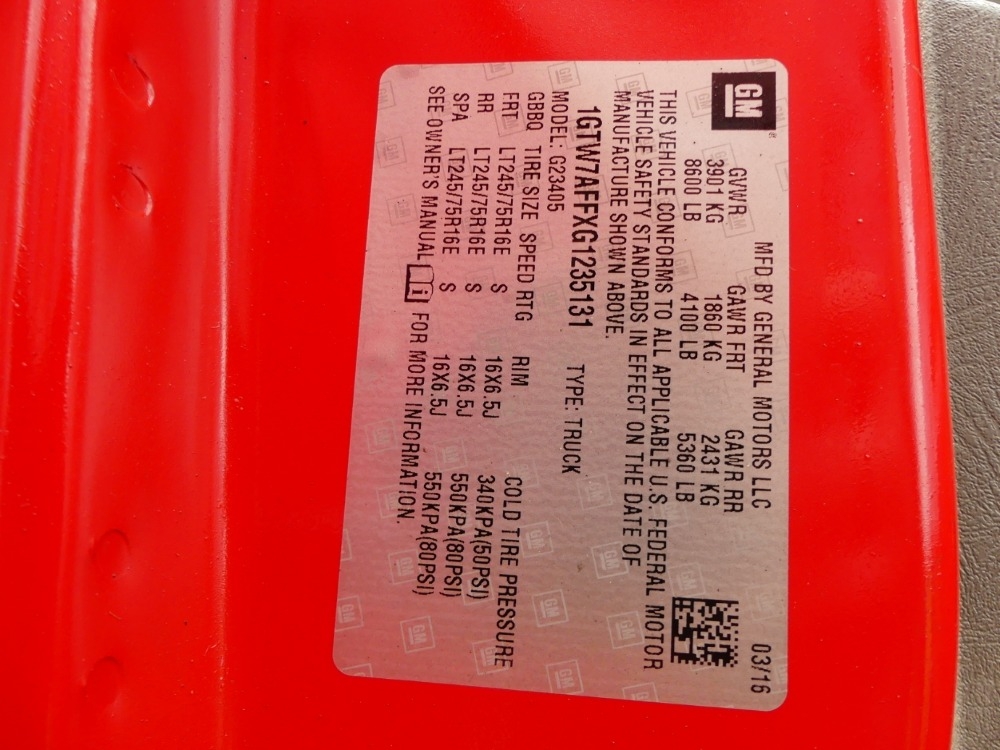 GM
MFD BY GENERAL MOTORS LLC 03/16
GVWR GAWR FRT GAWR RR
3901 KG 1860 KG 2431 KG
8600 LB 4100 LB 5360 LB
THIS VEHICLE CONFORMS TO ALL APPLICABLE U.S. FEDERAL MOTOR
VEHICLE SAFETY STANDARDS IN EFFECT ON THE DATE OF
MANUFACTURE SHOWN ABOVE.
1GTW7AFFXG1235131 TYPE: TRUCK
MODEL: G23405
GBBQ TIRE SIZE SPEED RTG RIM COLD TIRE PRESSURE
FRT LT245/75R16E S 16X6.5J 340KPA(50PSI)
RR LT245/75R16E S 16X6.5J 550KPA(80PSI)
SPA LT245/75R16E S 16X6.5J 550KPA(80PSI)
SEE OWNER'S MANUAL FOR MORE INFORMATION.